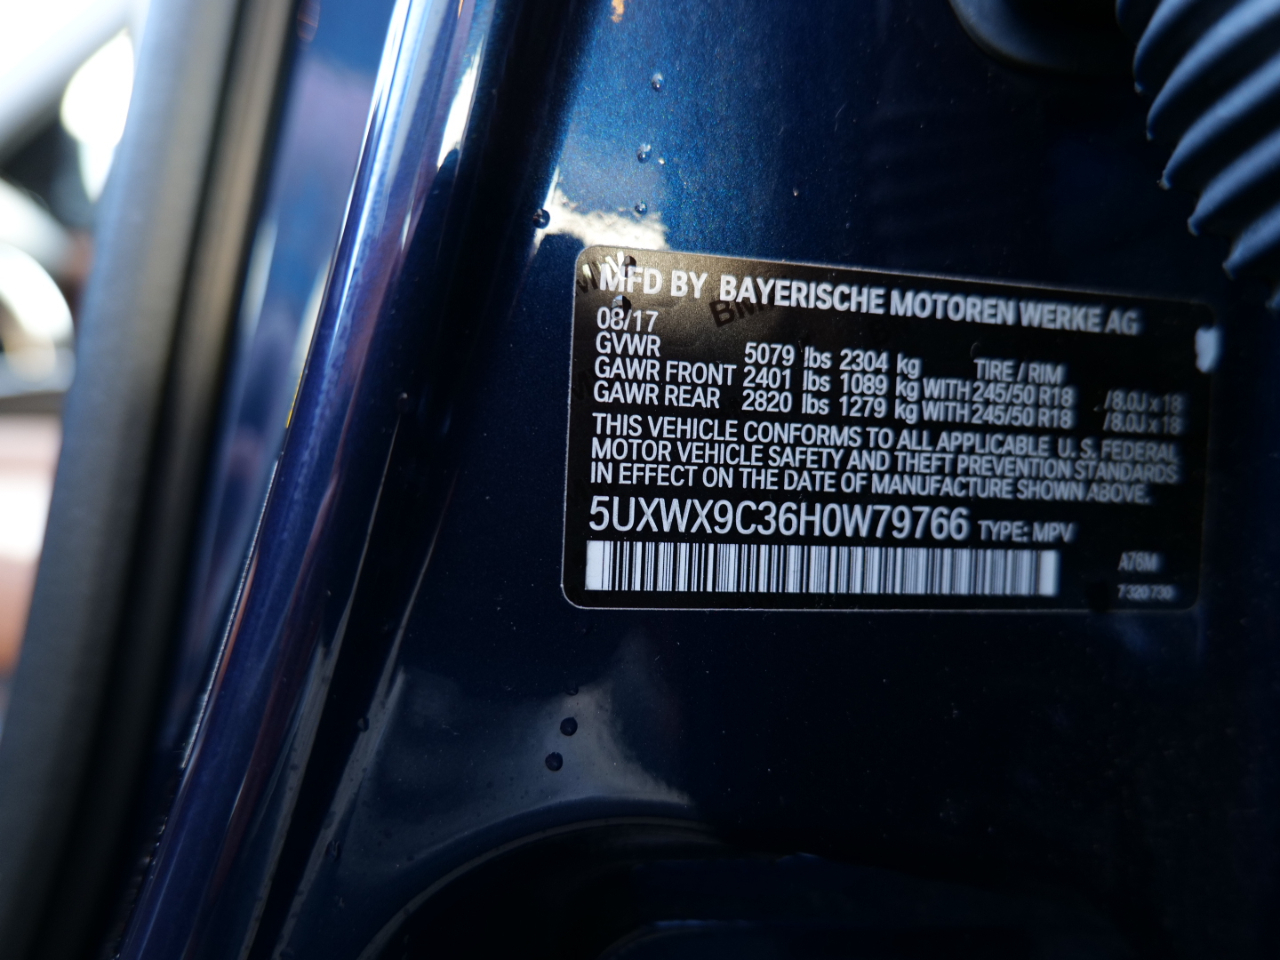 MFD BY BAYERISCHE MOTOREN WERKE AG
08/17
GVWR 5079 lbs 2304 kg TIRE / RIM
GAWR FRONT 2401 lbs 1089 kg WITH 245/50 R18 /8.0J x 18
GAWR REAR 2820 lbs 1279 kg WITH 245/50 R18 /8.0J x 18
THIS VEHICLE CONFORMS TO ALL APPLICABLE U.S. FEDERAL
MOTOR VEHICLE SAFETY AND THEFT PREVENTION STANDARDS
IN EFFECT ON THE DATE OF MANUFACTURE SHOWN ABOVE.
5UXWX9C36H0W79766 TYPE: MPV
A76M
7 320 730